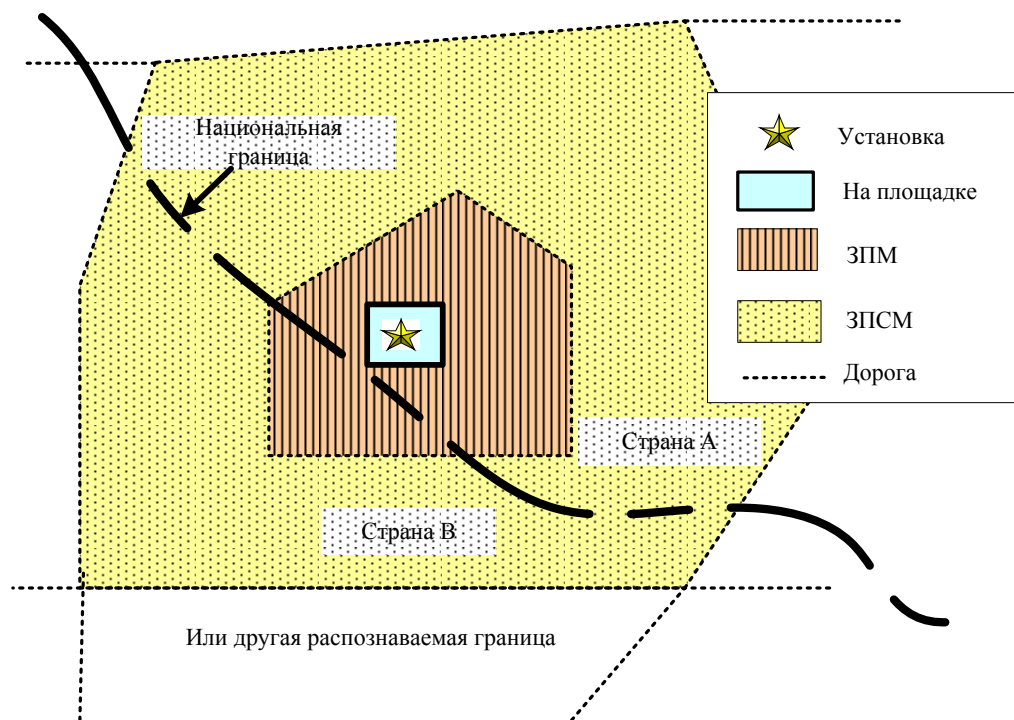 Национальная
граница
Установка
На площадке
ЗПМ
ЗПСМ
Дорога
Страна А
Страна В
Или другая распознаваемая граница